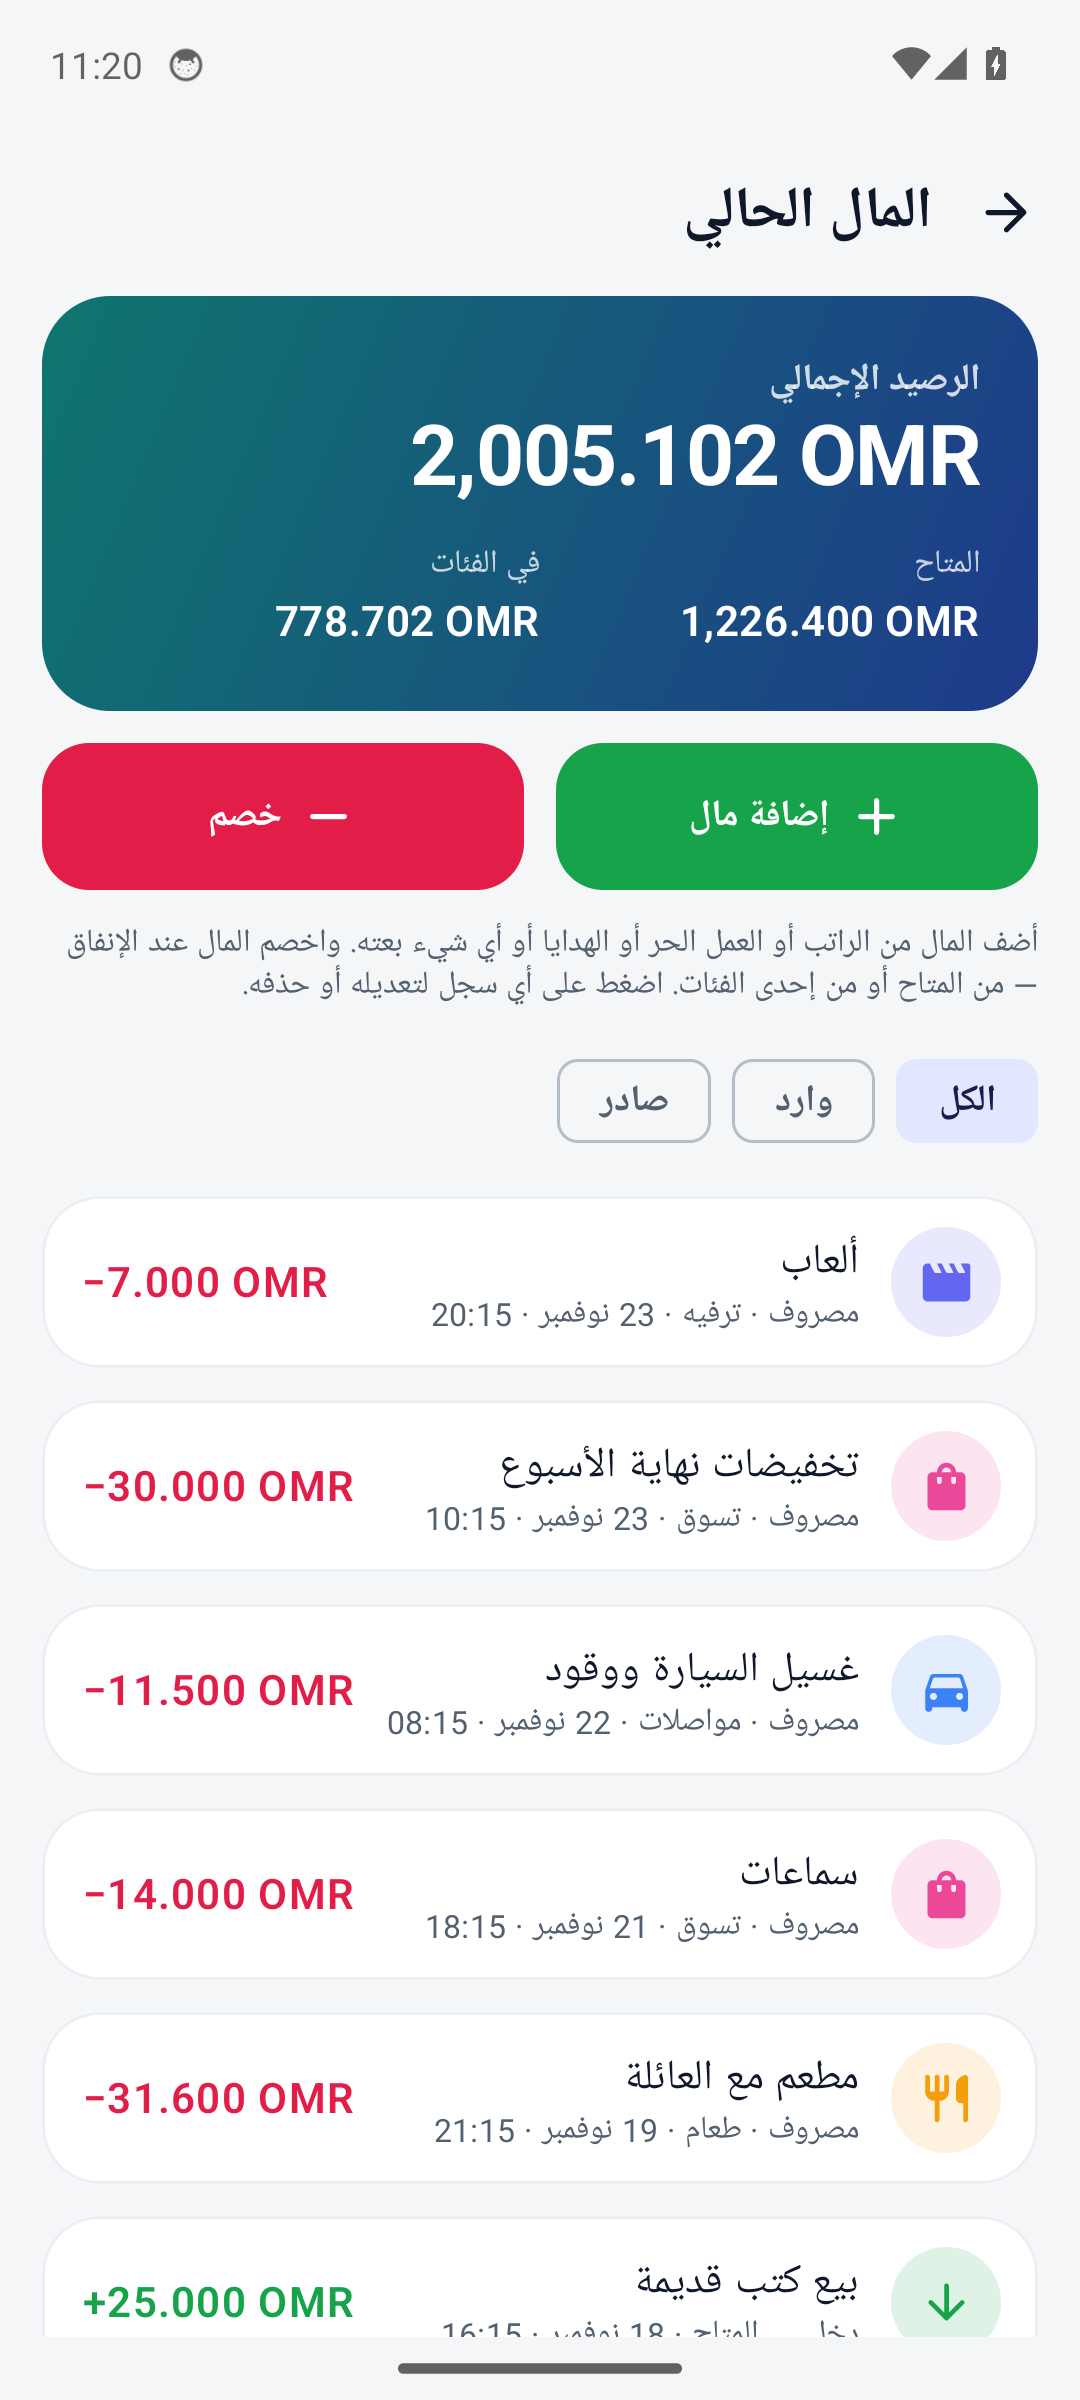 11:20
المال الحالي
الرصيد الإجمالي
2,005.102 OMR
المتاح
1,226.400 OMR
في الفئات
778.702 OMR
إضافة مال
خصم
أضف المال من الراتب أو العمل الحر أو الهدايا أو أي شيء بعته. واخصم المال عند الإنفاق
— من المتاح أو من إحدى الفئات. اضغط على أي سجل لتعديله أو حذفه.
الكل
وارد
صادر
ألعاب
مصروف · ترفيه · 23 نوفمبر · 20:15
−7.000 OMR
تخفيضات نهاية الأسبوع
مصروف · تسوق · 23 نوفمبر · 10:15
−30.000 OMR
غسيل السيارة ووقود
مصروف · مواصلات · 22 نوفمبر · 08:15
−11.500 OMR
سماعات
مصروف · تسوق · 21 نوفمبر · 18:15
−14.000 OMR
مطعم مع العائلة
مصروف · طعام · 19 نوفمبر · 21:15
−31.600 OMR
بيع كتب قديمة
المتاح · 18 نوفمبر · 16:15
+25.000 OMR